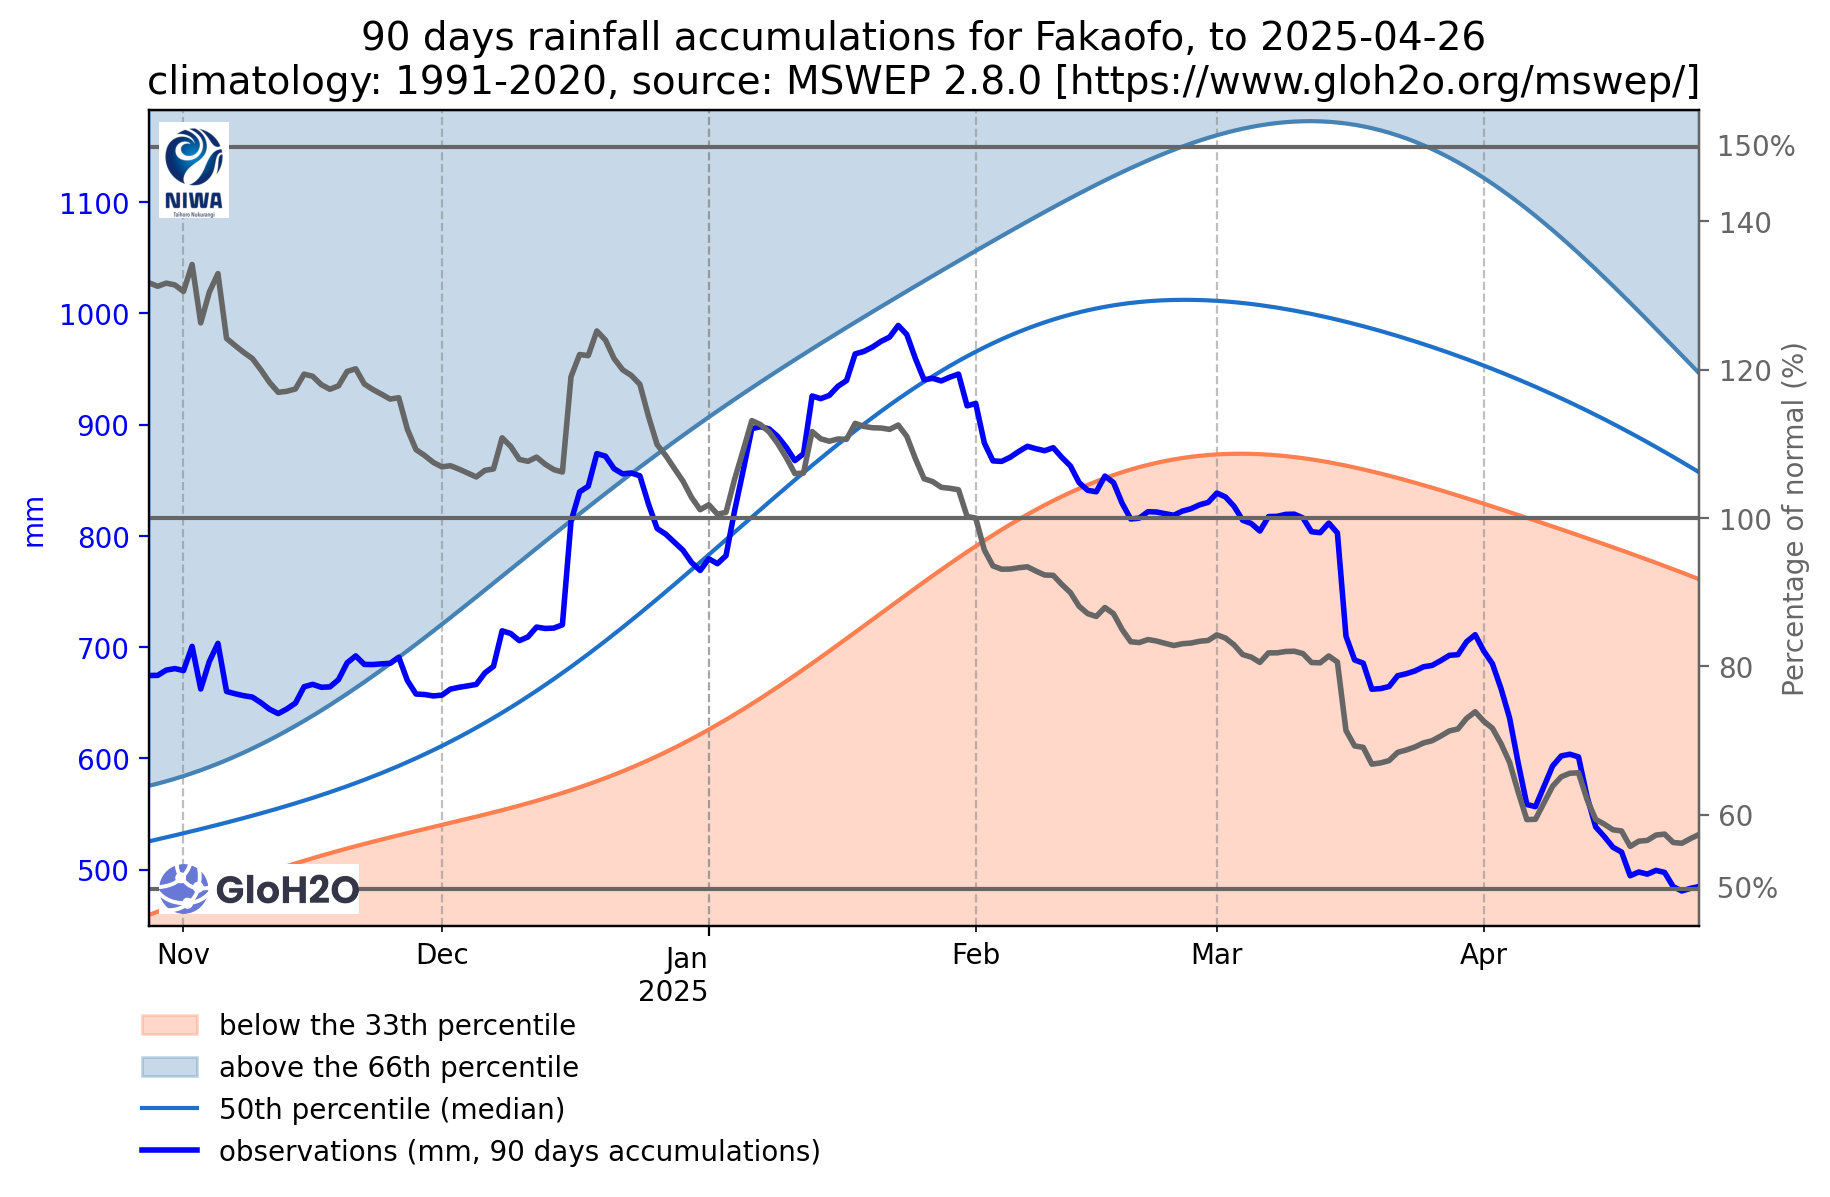 90 days rainfall accumulations for Fakaofo, to 2025-04-26
climatology: 1991-2020, source: MSWEP 2.8.0 [https://www.gloh2o.org/mswep/]
NIWA
Taihoro Nukurangi
1100
1000
900
800
700
600
500
mm
150%
140
120
100
80
60
50%
Percentage of normal (%)
GloH2O
Nov
Dec
Jan
2025
Feb
Mar
Apr
below the 33th percentile
above the 66th percentile
50th percentile (median)
observations (mm, 90 days accumulations)